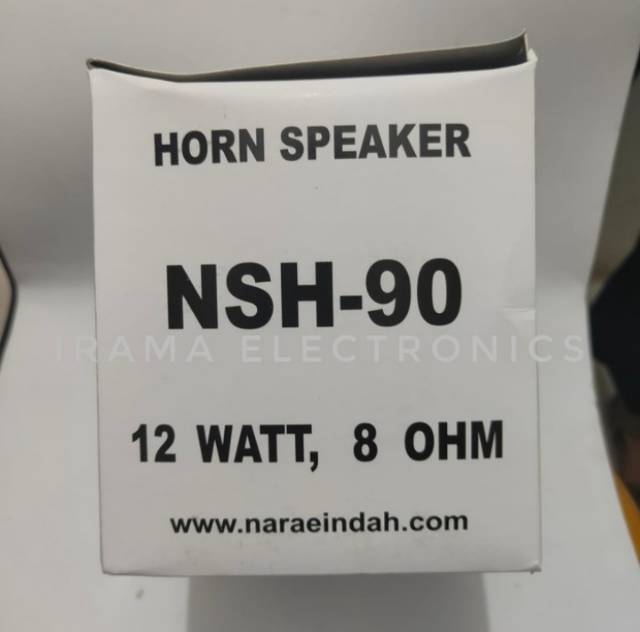 HORN SPEAKER
NSH-90
IRAMA ELECTRONICS
12 WATT, 8 OHM
www.naraeindah.com